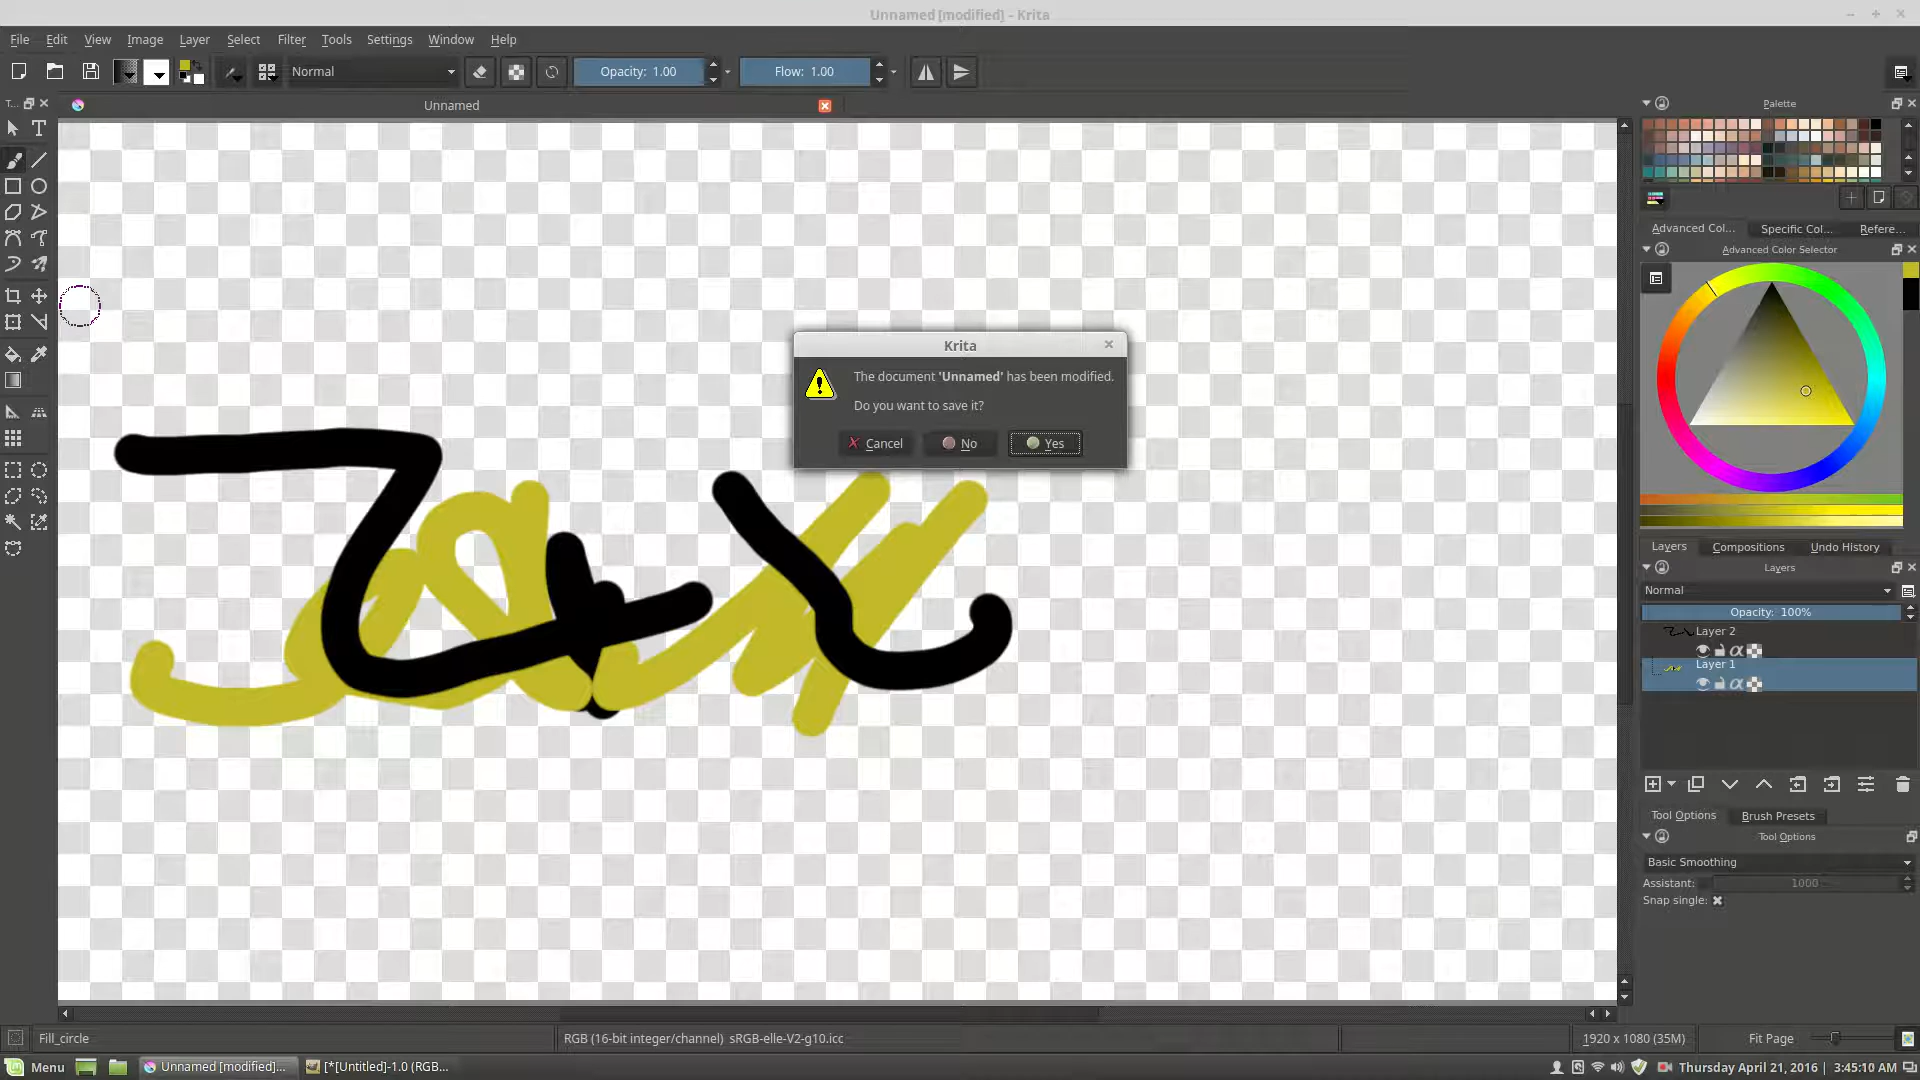 Unnamed [modified] - Krita
File Edit View Image Layer Select Filter Tools Settings Window Help
Normal Opacity: 1.00 Flow: 1.00
T... Unnamed Palette
Advanced Col... Specific Col... Refere...
Advanced Color Selector
Krita
The document 'Unnamed' has been modified.
Do you want to save it?
Cancel No Yes
Layers Compositions Undo History
Layers
Normal
Opacity: 100%
Layer 2
Layer 1
Tool Options Brush Presets
Tool Options
Basic Smoothing
Assistant: 1000
Snap single:
Fill_circle RGB (16-bit integer/channel) sRGB-elle-V2-g10.icc 1920 x 1080 (35M) Fit Page
Menu Unnamed [modified]... [*[Untitled]-1.0 (RGB... Thursday April 21, 2016 | 3:45:10 AM